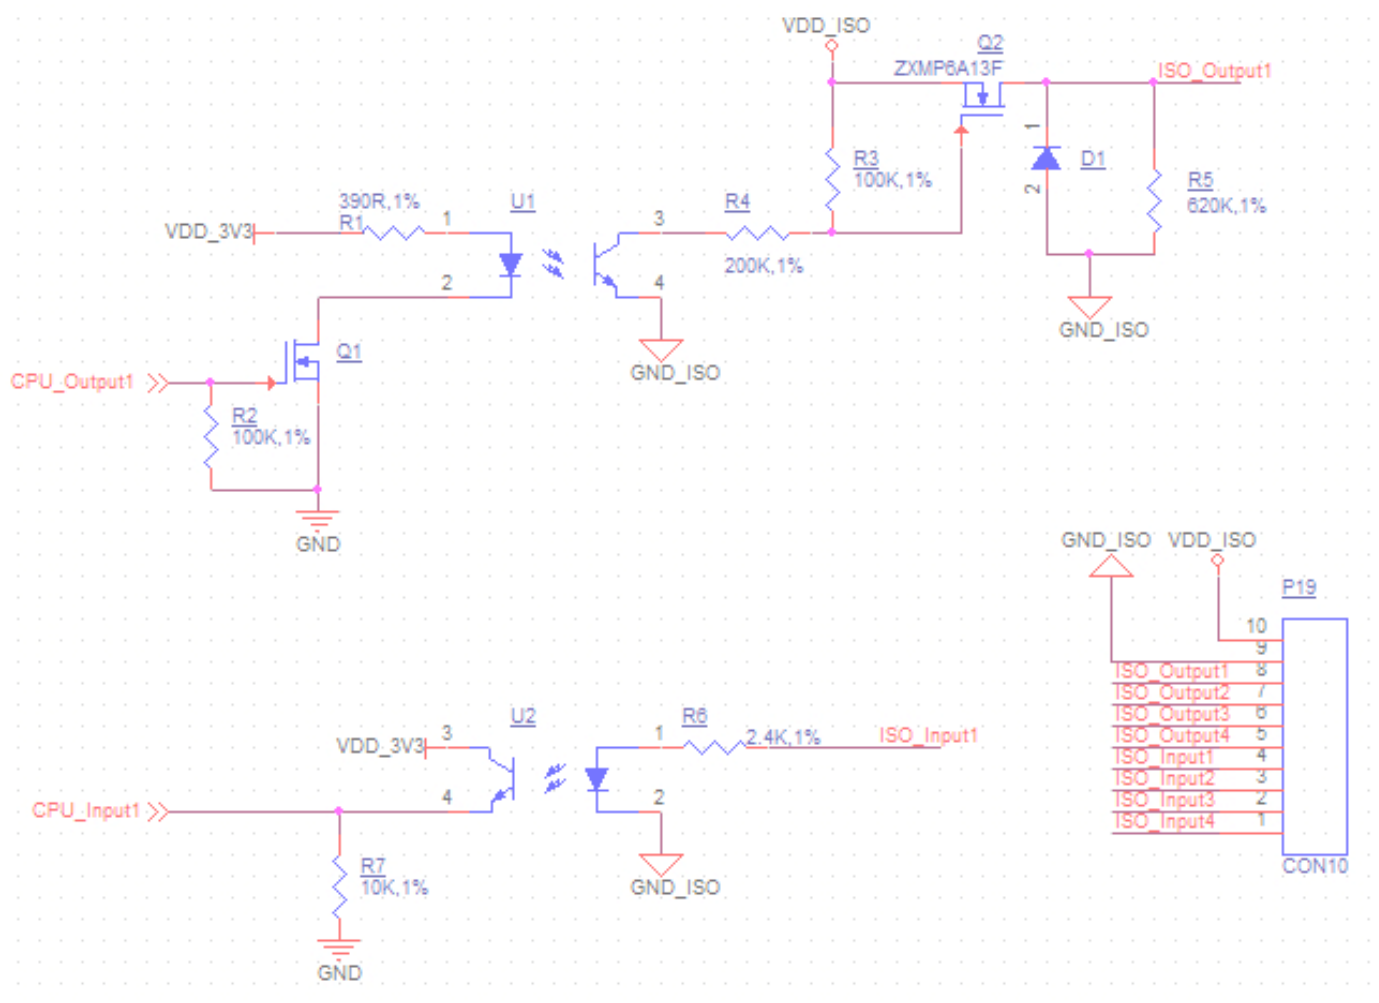 VDD_ISO
Q2
ZXMP6A13F
ISO_Output1
1
D1
2
R3
100K,1%
R5
620K,1%
390R,1%
R1
VDD_3V3
1
U1
3
R4
200K,1%
2
4
GND_ISO
GND_ISO
Q1
CPU_Output1
R2
100K,1%
GND
GND_ISO
VDD_ISO
P19
10
9
ISO_Output1 8
ISO_Output2 7
ISO_Output3 6
ISO_Output4 5
ISO_Input1 4
ISO_Input2 3
ISO_Input3 2
ISO_Input4 1
CON10
U2
R6
VDD_3V3
3
1
2.4K,1%
ISO_Input1
CPU_Input1
4
2
R7
10K,1%
GND_ISO
GND